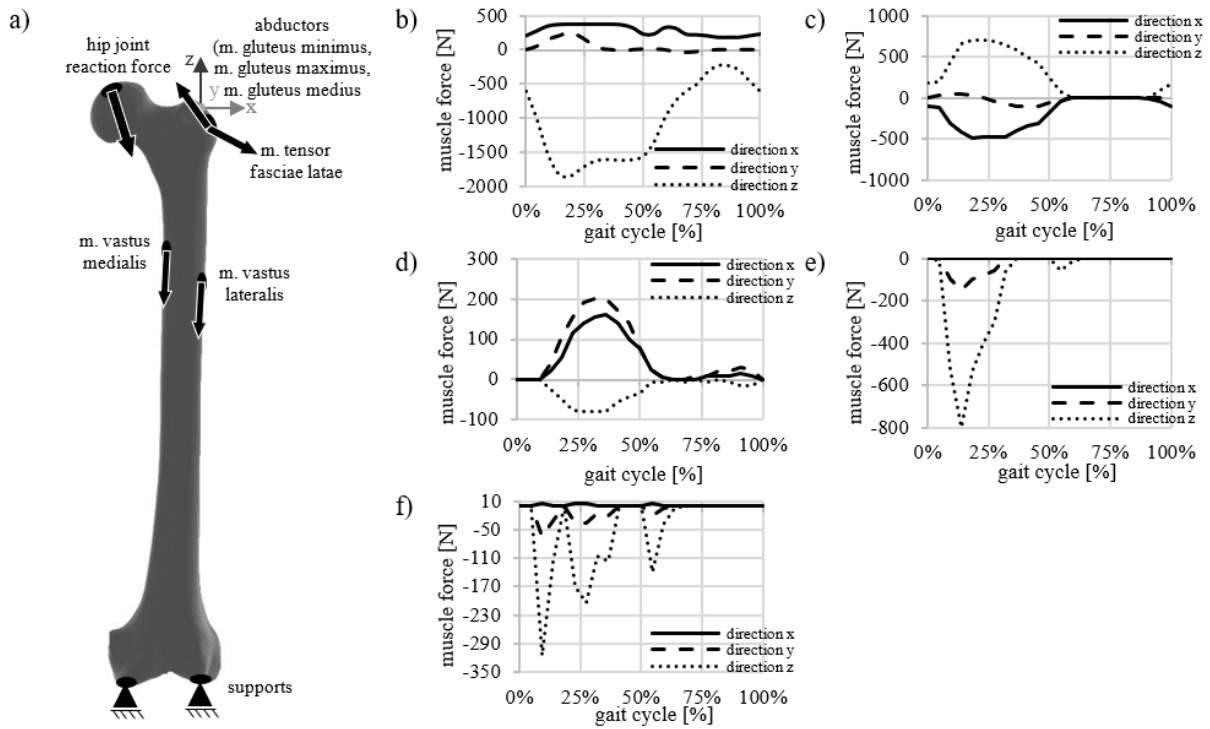 a)
hip joint
reaction force
abductors
(m. gluteus minimus,
m. gluteus maximus,
m. gluteus medius
z
y
x
m. tensor
fasciae latae
m. vastus
medialis
m. vastus
lateralis
supports
b)
muscle force [N]
500
0
-500
-1000
-1500
-2000
direction x
direction y
direction z
0% 25% 50% 75% 100%
gait cycle [%]
c)
muscle force [N]
1000
500
0
-500
-1000
direction x
direction y
direction z
0% 25% 50% 75% 100%
gait cycle [%]
d)
muscle force [N]
300
200
100
0
-100
direction x
direction y
direction z
0% 25% 50% 75% 100%
gait cycle [%]
e)
muscle force [N]
0
-200
-400
-600
-800
direction x
direction y
direction z
0% 25% 50% 75% 100%
gait cycle [%]
f)
muscle force [N]
10
-50
-110
-170
-230
-290
-350
direction x
direction y
direction z
0% 25% 50% 75% 100%
gait cycle [%]